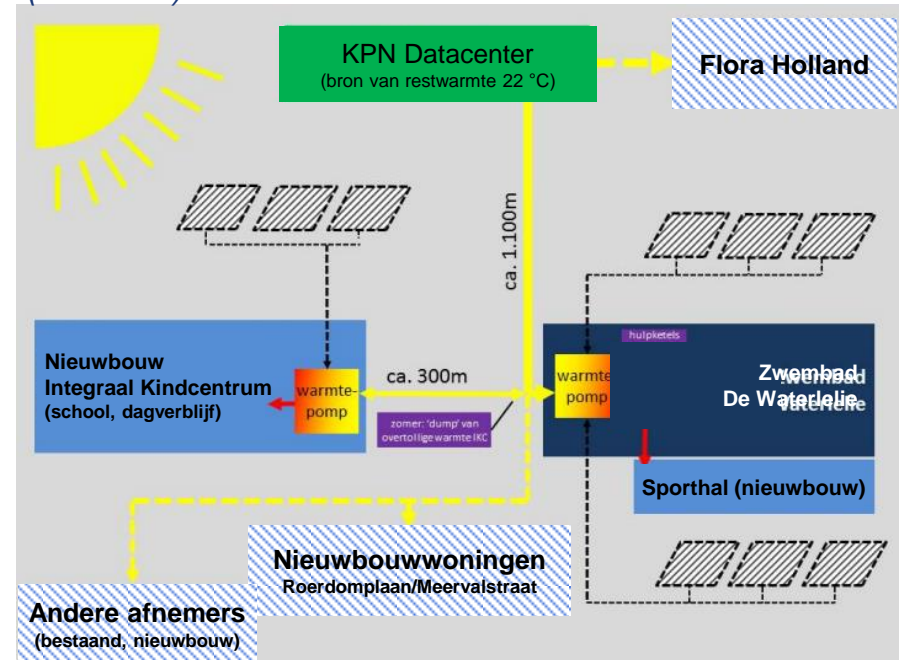 KPN Datacenter
(bron van restwarmte 22 °C)
Flora Holland
ca. 1.100m
hulpketels
Nieuwbouw
Integraal Kindcentrum
(school, dagverblijf)
warmte-
pomp
ca. 300m
warmte
pomp
Zwembad
De Waterlelie
zomer: 'dump' van
overtollige warmte IKC
Sporthal (nieuwbouw)
Nieuwbouwwoningen
Roerdomplaan/Meervalstraat
Andere afnemers
(bestaand, nieuwbouw)